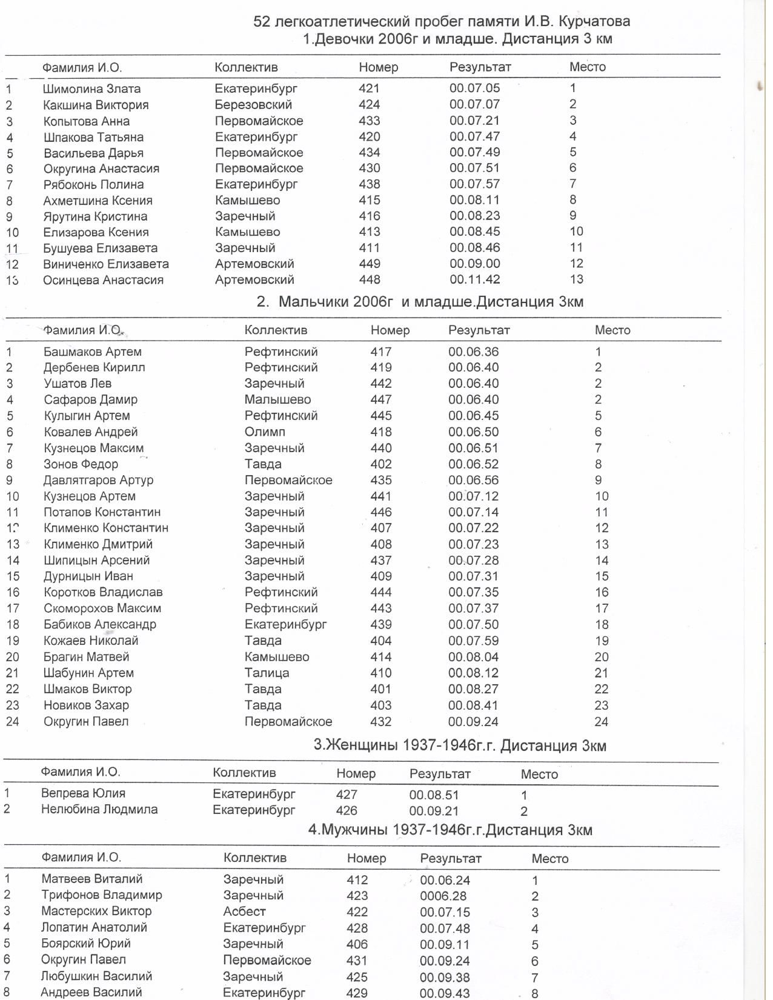 52 легкоатлетический пробег памяти И.В. Курчатова
1.Девочки 2006г и младше. Дистанция 3 км
Фамилия И.О. Коллектив Номер Результат Место
1 Шимолина Злата Екатеринбург 421 00.07.05 1
2 Какшина Виктория Березовский 424 00.07.07 2
3 Копытова Анна Первомайское 433 00.07.21 3
4 Шпакова Татьяна Екатеринбург 420 00.07.47 4
5 Васильева Дарья Первомайское 434 00.07.49 5
6 Округина Анастасия Первомайское 430 00.07.51 6
7 Рябоконь Полина Екатеринбург 438 00.07.57 7
8 Ахметшина Ксения Камышево 415 00.08.11 8
9 Ярутина Кристина Заречный 416 00.08.23 9
10 Елизарова Ксения Камышево 413 00.08.45 10
11 Бушуева Елизавета Заречный 411 00.08.46 11
12 Виниченко Елизавета Артемовский 449 00.09.00 12
13 Осинцева Анастасия Артемовский 448 00.11.42 13
2. Мальчики 2006г и младше.Дистанция 3км
Фамилия И.О. Коллектив Номер Результат Место
1 Башмаков Артем Рефтинский 417 00.06.36 1
2 Дербенев Кирилл Рефтинский 419 00.06.40 2
3 Ушатов Лев Заречный 442 00.06.40 2
4 Сафаров Дамир Малышево 447 00.06.40 2
5 Кулыгин Артем Рефтинский 445 00.06.45 5
6 Ковалев Андрей Олимп 418 00.06.50 6
7 Кузнецов Максим Заречный 440 00.06.51 7
8 Зонов Федор Тавда 402 00.06.52 8
9 Давлятгаров Артур Первомайское 435 00.06.56 9
10 Кузнецов Артем Заречный 441 00.07.12 10
11 Потапов Константин Заречный 446 00.07.14 11
12 Клименко Константин Заречный 407 00.07.22 12
13 Клименко Дмитрий Заречный 408 00.07.23 13
14 Шипицын Арсений Заречный 437 00.07.28 14
15 Дурницын Иван Заречный 409 00.07.31 15
16 Коротков Владислав Рефтинский 444 00.07.35 16
17 Скоморохов Максим Рефтинский 443 00.07.37 17
18 Бабиков Александр Екатеринбург 439 00.07.50 18
19 Кожаев Николай Тавда 404 00.07.59 19
20 Брагин Матвей Камышево 414 00.08.04 20
21 Шабунин Артем Талица 410 00.08.12 21
22 Шмаков Виктор Тавда 401 00.08.27 22
23 Новиков Захар Тавда 403 00.08.41 23
24 Округин Павел Первомайское 432 00.09.24 24
3.Женщины 1937-1946г.г. Дистанция 3км
Фамилия И.О. Коллектив Номер Результат Место
1 Вепрева Юлия Екатеринбург 427 00.08.51 1
2 Нелюбина Людмила Екатеринбург 426 00.09.21 2
4.Мужчины 1937-1946г.г.Дистанция 3км
Фамилия И.О. Коллектив Номер Результат Место
1 Матвеев Виталий Заречный 412 00.06.24 1
2 Трифонов Владимир Заречный 423 0006.28 2
3 Мастерских Виктор Асбест 422 00.07.15 3
4 Лопатин Анатолий Екатеринбург 428 00.07.48 4
5 Боярский Юрий Заречный 406 00.09.11 5
6 Округин Павел Первомайское 431 00.09.24 6
7 Любушкин Василий Заречный 425 00.09.38 7
8 Андреев Василий Екатеринбург 429 00.09.43 8